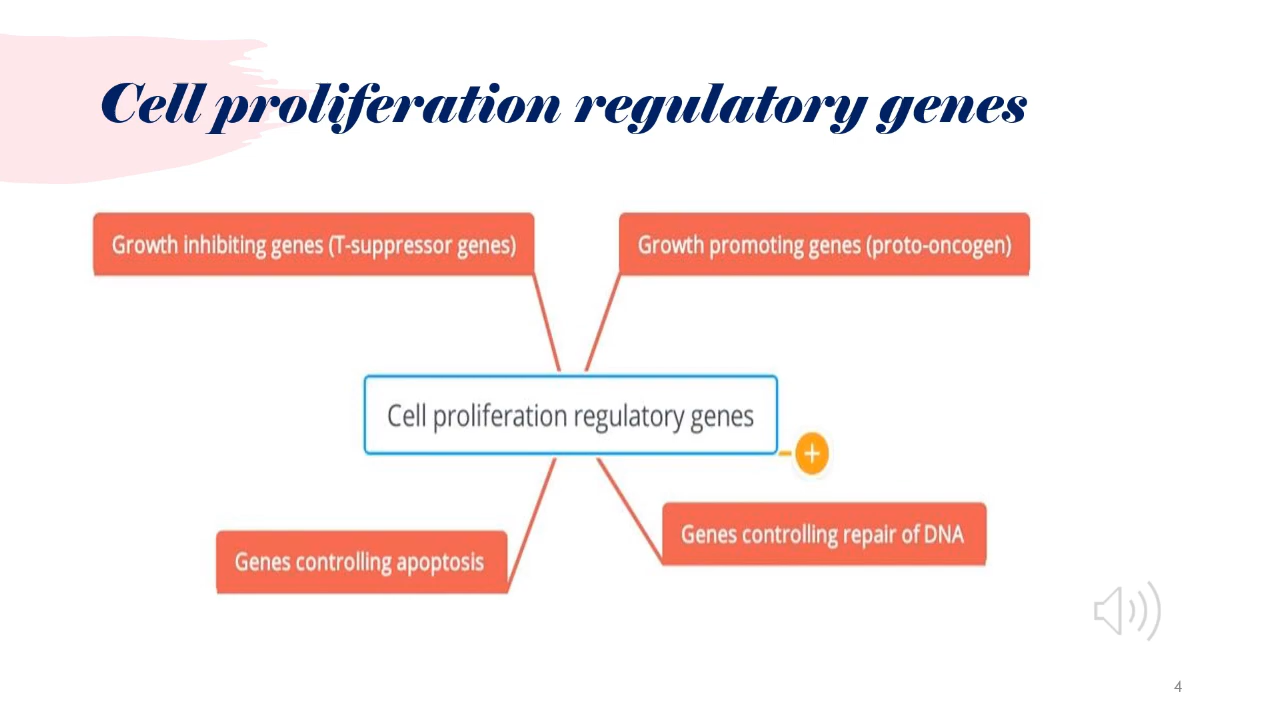 Cell proliferation regulatory genes
Growth inhibiting genes (T-suppressor genes)
Growth promoting genes (proto-oncogen)
Cell proliferation regulatory genes
Genes controlling repair of DNA
Genes controlling apoptosis
4